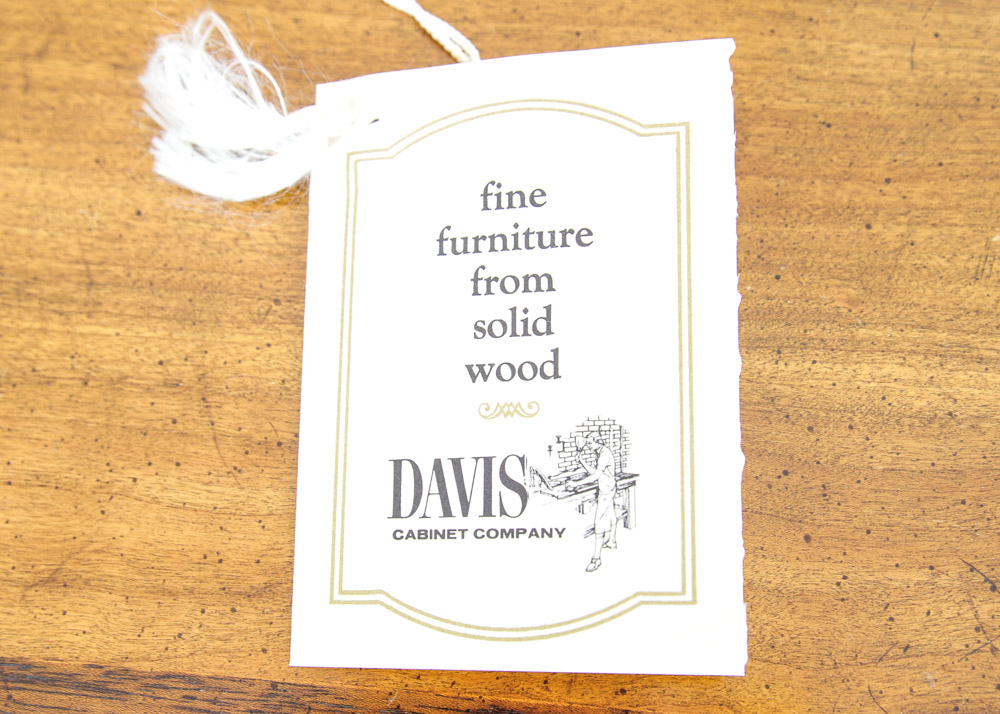 fine
furniture
from
solid
wood
DAVIS
CABINET COMPANY